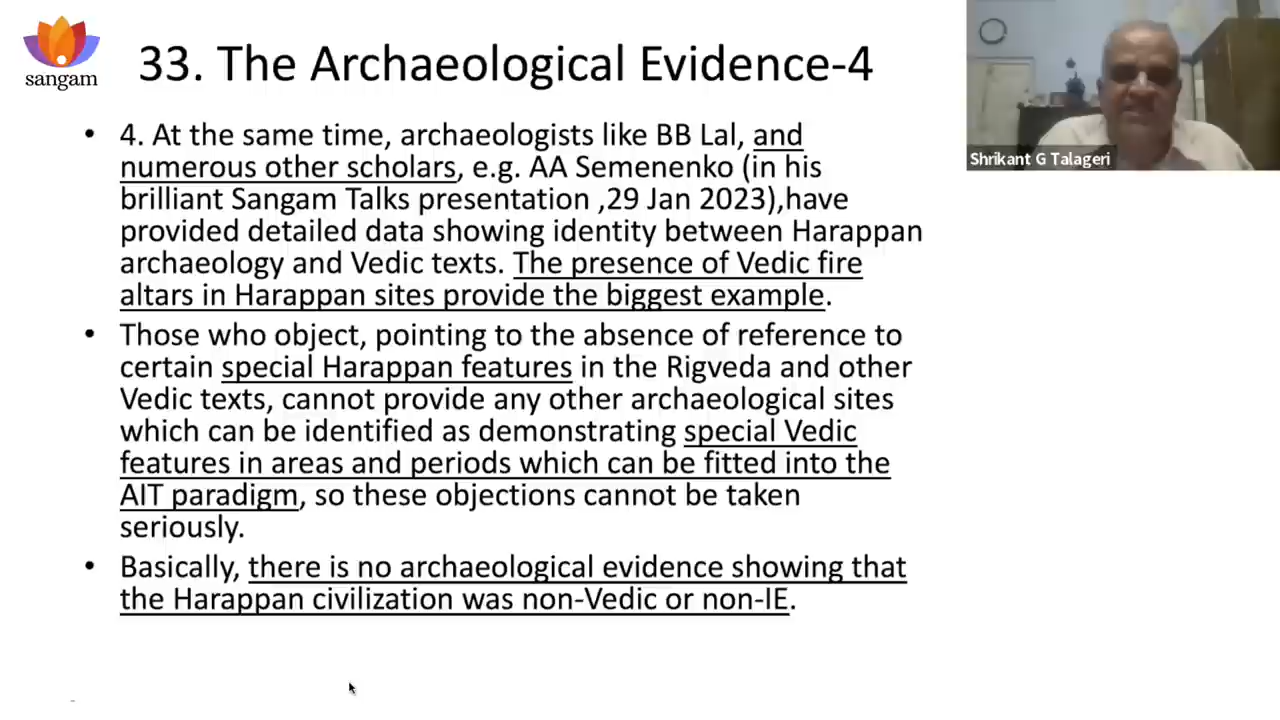 sangam
33. The Archaeological Evidence-4
Shrikant G Talageri
• 4. At the same time, archaeologists like BB Lal, and
numerous other scholars, e.g. AA Semenenko (in his
brilliant Sangam Talks presentation ,29 Jan 2023),have
provided detailed data showing identity between Harappan
archaeology and Vedic texts. The presence of Vedic fire
altars in Harappan sites provide the biggest example.
• Those who object, pointing to the absence of reference to
certain special Harappan features in the Rigveda and other
Vedic texts, cannot provide any other archaeological sites
which can be identified as demonstrating special Vedic
features in areas and periods which can be fitted into the
AIT paradigm, so these objections cannot be taken
seriously.
• Basically, there is no archaeological evidence showing that
the Harappan civilization was non-Vedic or non-IE.